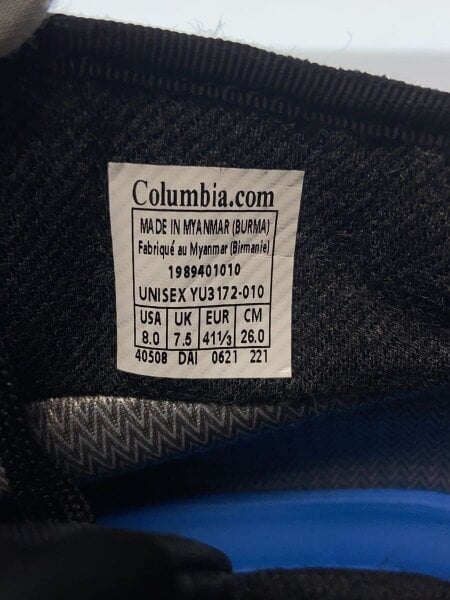 Columbia.com
MADE IN MYANMAR (BURMA)
Fabriqué au Myanmar (Birmanie)
1989401010
UNISEX YU3172-010
USA UK EUR CM
8.0 7.5 41⅓ 26.0
40508 DAI 0621 221